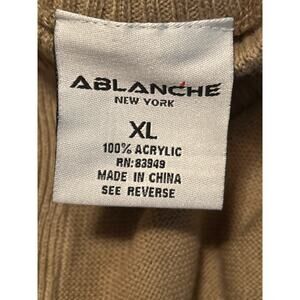 ABLANCHE
NEW YORK
XL
100% ACRYLIC
RN:83949
MADE IN CHINA
SEE REVERSE